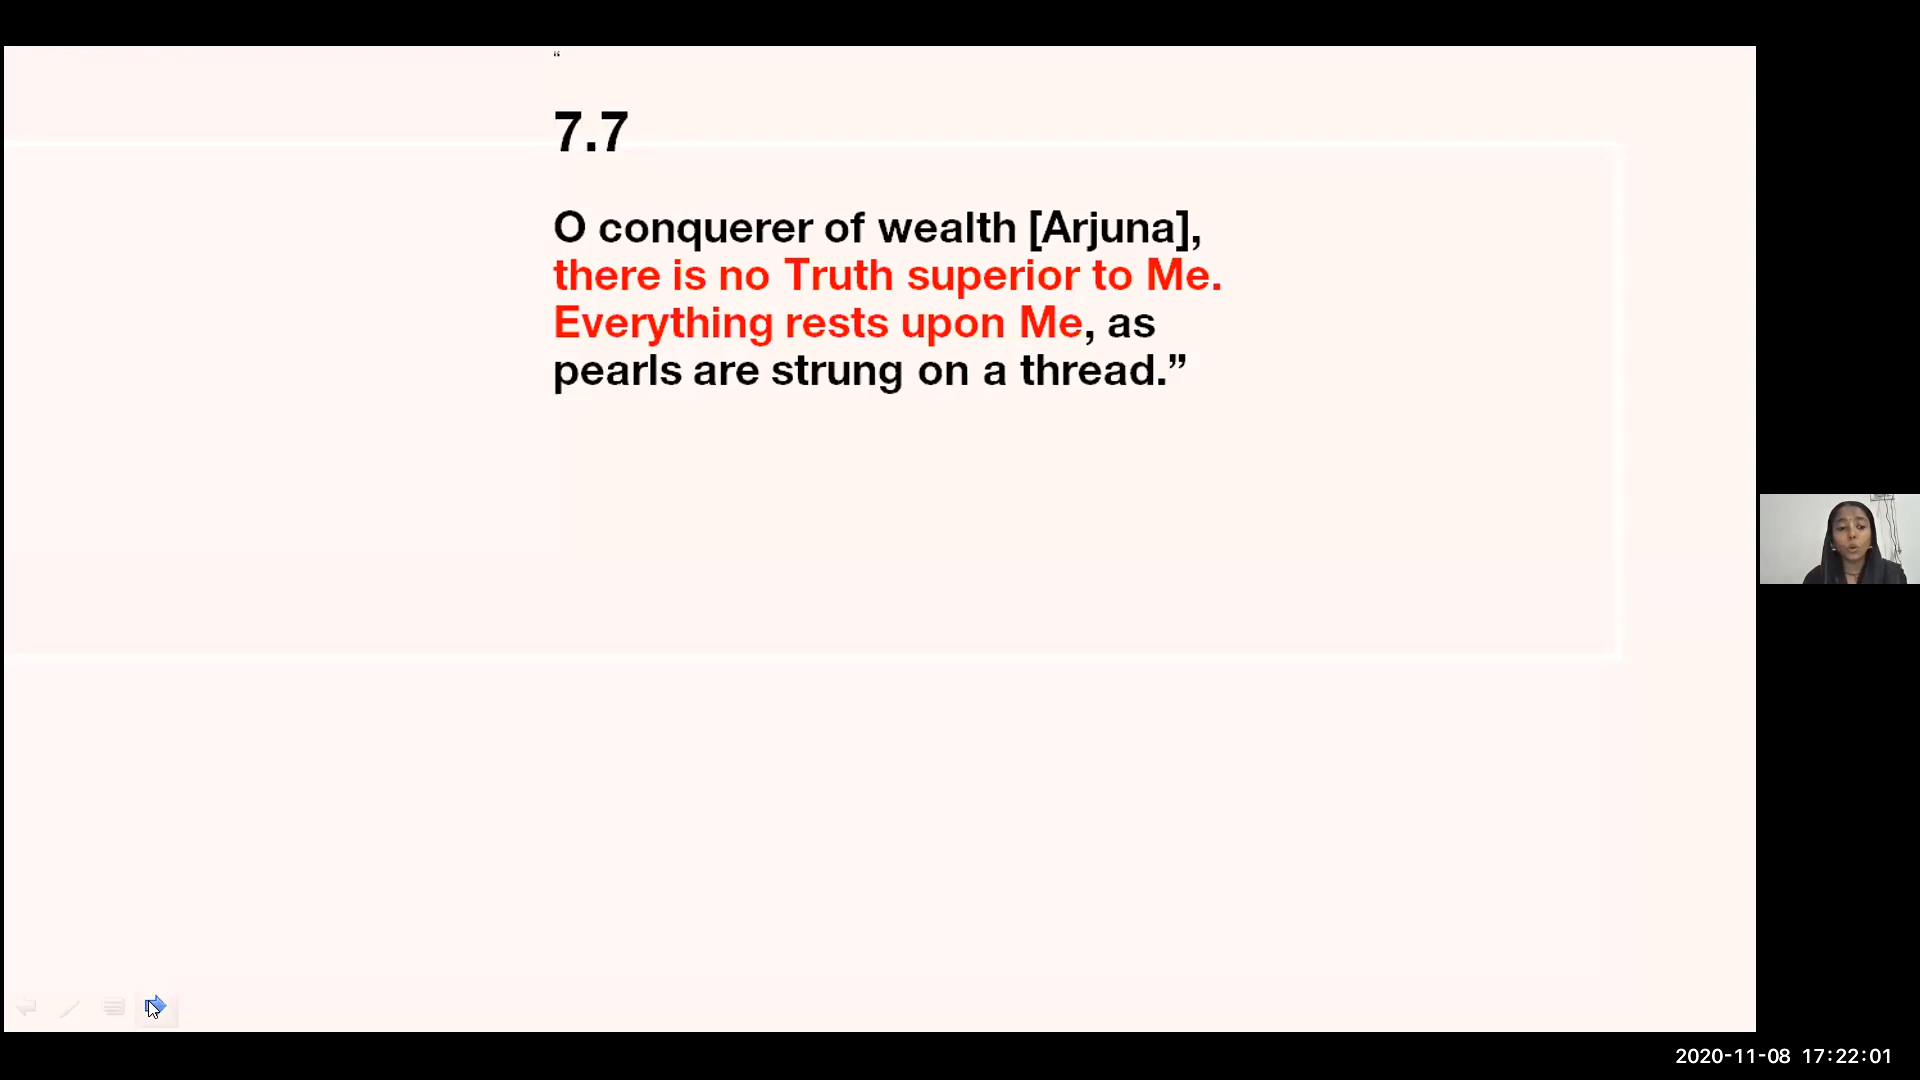 “
7.7
O conquerer of wealth [Arjuna],
there is no Truth superior to Me.
Everything rests upon Me, as
pearls are strung on a thread.”
2020-11-08 17:22:01